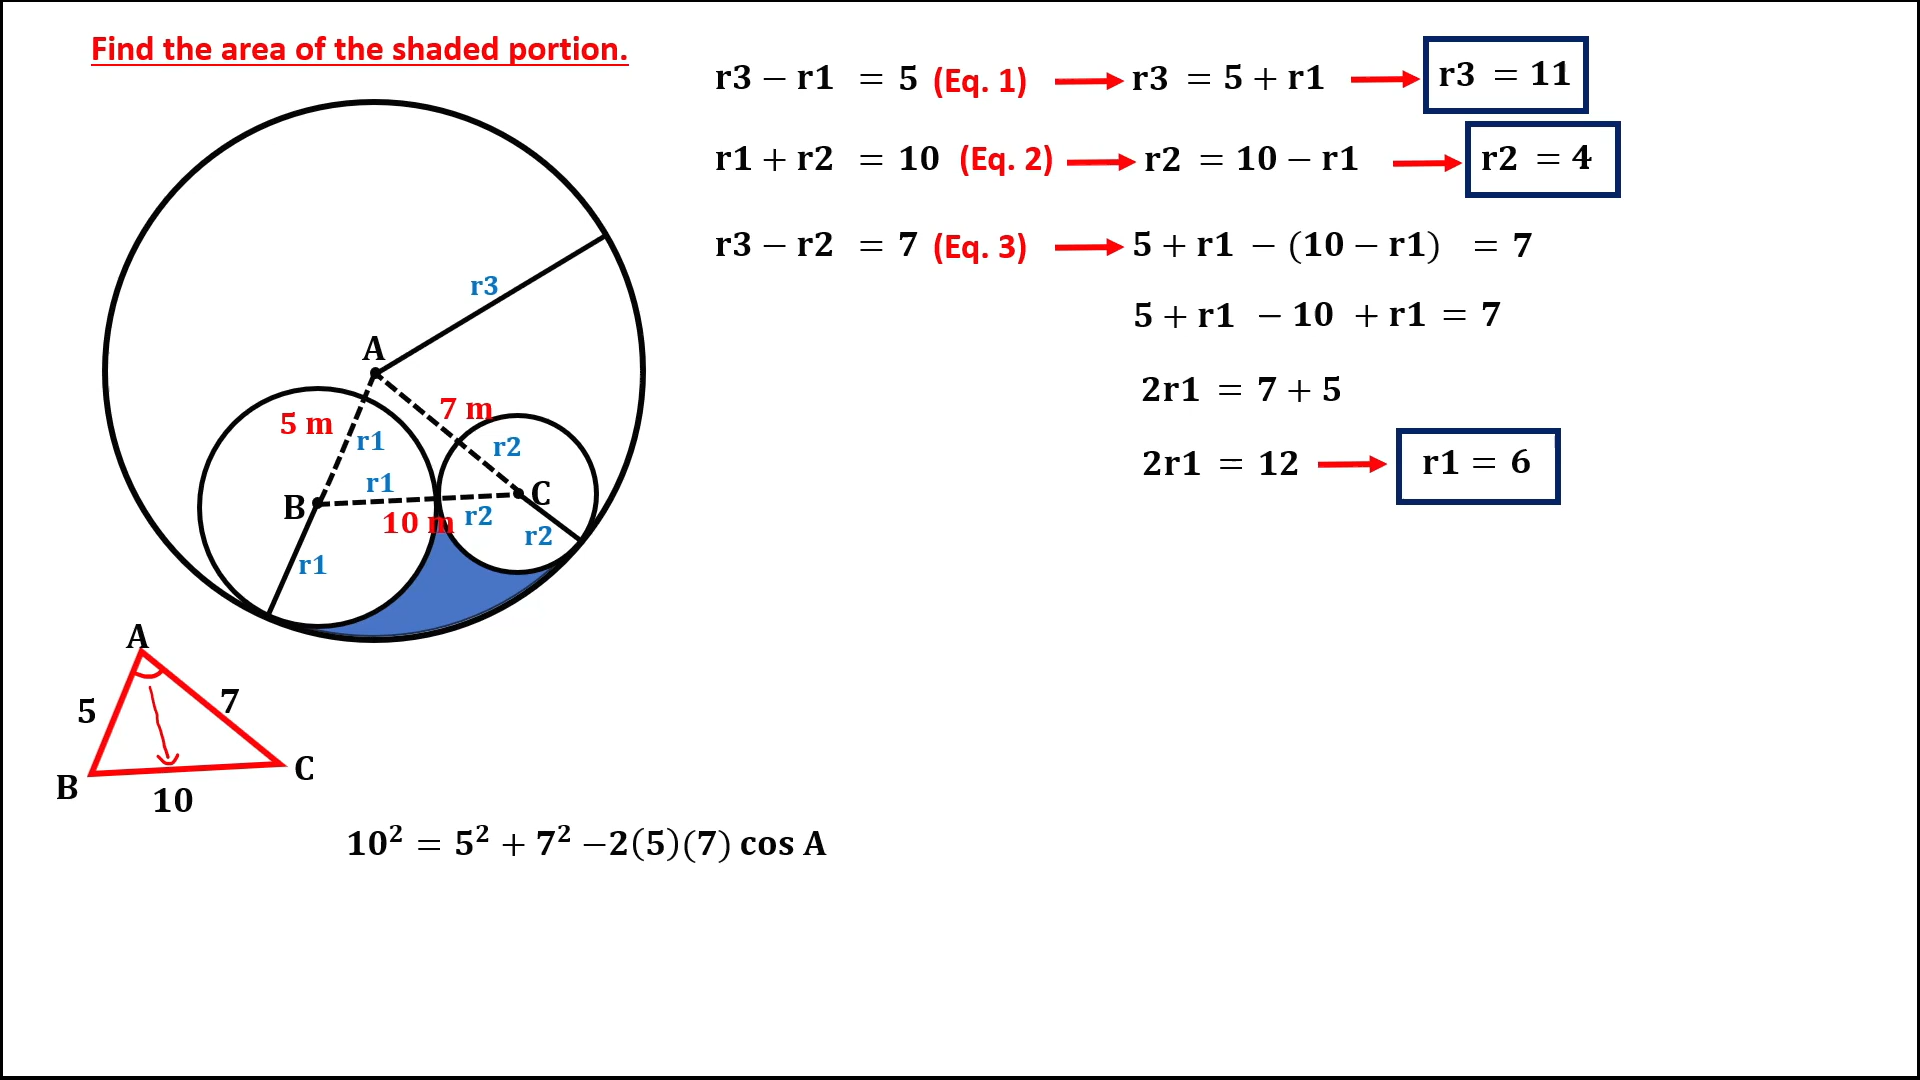 Find the area of the shaded portion.
r3 − r1 = 5 (Eq. 1) → r3 = 5 + r1 → r3 = 11
r1 + r2 = 10 (Eq. 2) → r2 = 10 − r1 → r2 = 4
r3 − r2 = 7 (Eq. 3) → 5 + r1 − (10 − r1) = 7
5 + r1 − 10 + r1 = 7
2r1 = 7 + 5
2r1 = 12 → r1 = 6
r3
A
5 m
7 m
r1
r2
r1
B
C
10 m
r2
r2
r1
A
5
7
B
C
10
10² = 5² + 7² −2(5)(7) cos A